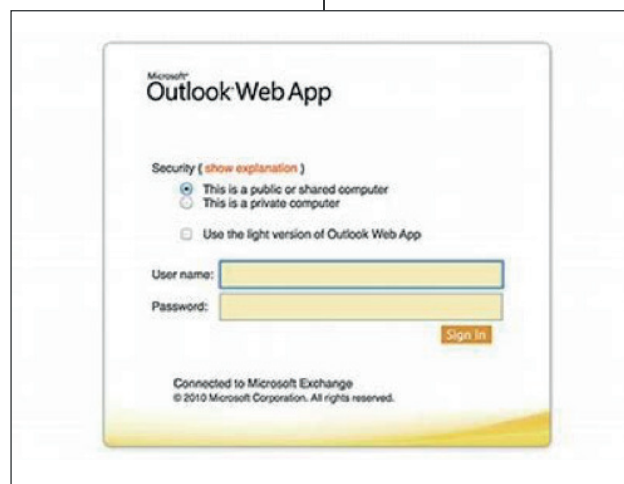 Microsoft®
Outlook Web App
Security ( show explanation )
This is a public or shared computer
This is a private computer
Use the light version of Outlook Web App
User name:
Password:
Sign In
Connected to Microsoft Exchange
© 2010 Microsoft Corporation. All rights reserved.